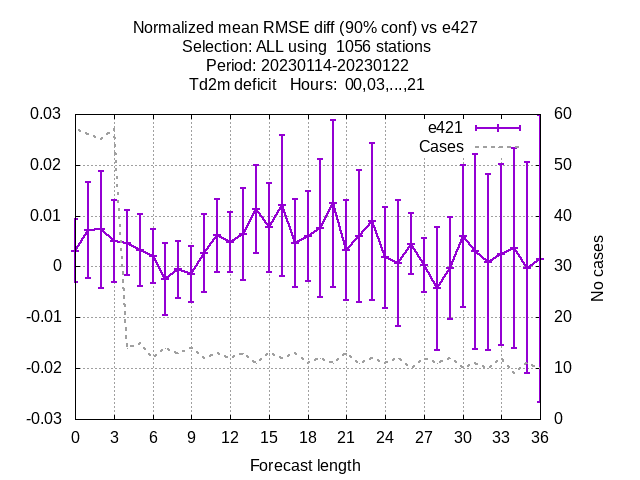 Normalized mean RMSE diff (90% conf) vs e427
Selection: ALL using  1056 stations
Period: 20230114-20230122
Td2m deficit   Hours:  00,03,...,21
e421
Cases
0.03
0.02
0.01
0
-0.01
-0.02
-0.03
60
50
40
30
20
10
0
No cases
0 3 6 9 12 15 18 21 24 27 30 33 36
Forecast length